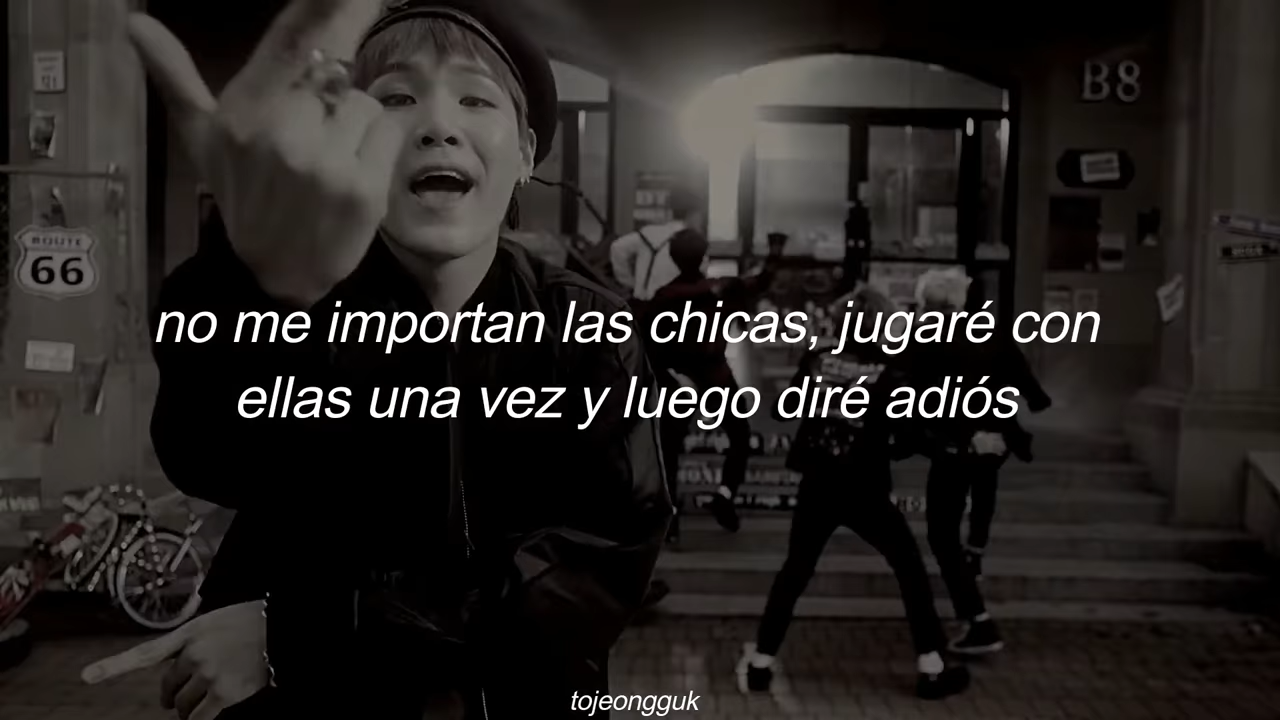 B8
ROUTE
66
no me importan las chicas, jugaré con
ellas una vez y luego diré adiós
tojeongguk